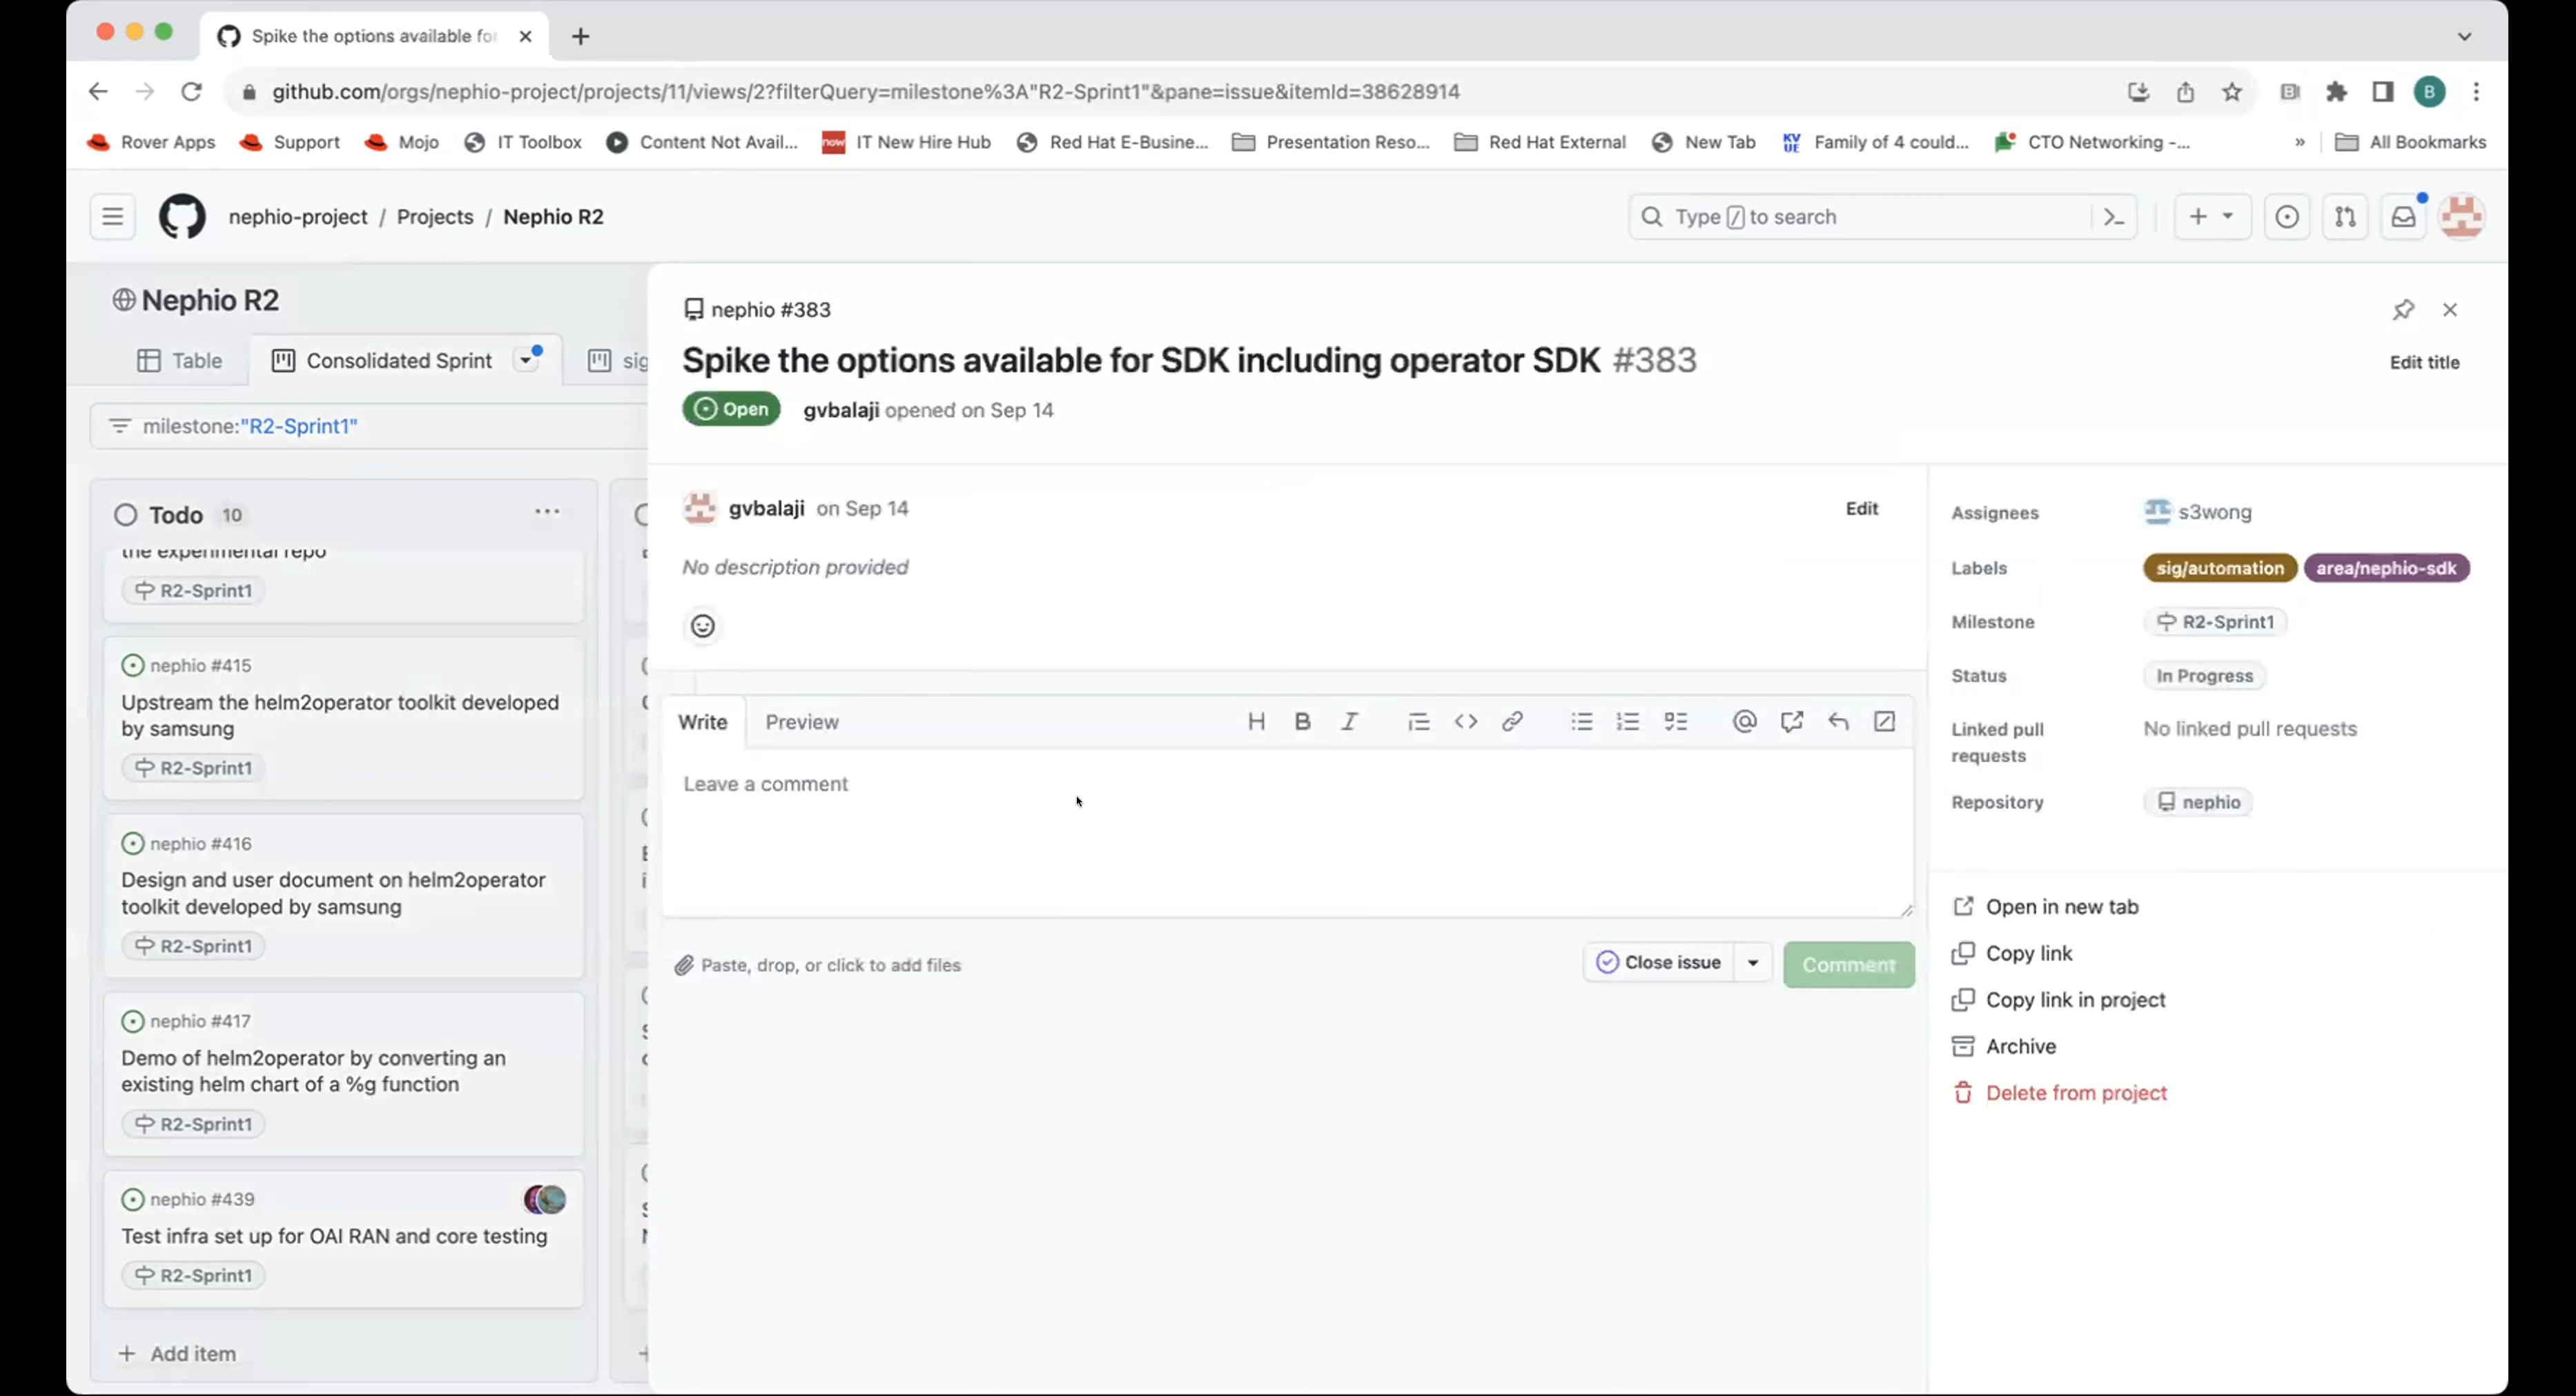 Spike the options available fo
github.com/orgs/nephio-project/projects/11/views/2?filterQuery=milestone%3A"R2-Sprint1"&pane=issue&itemId=38628914
B
Rover Apps Support Mojo IT Toolbox Content Not Avail... now IT New Hire Hub Red Hat E-Busine... Presentation Reso... Red Hat External New Tab KV UE Family of 4 could... CTO Networking -... » All Bookmarks
nephio-project / Projects / Nephio R2
Type / to search
Nephio R2
Table
Consolidated Sprint
sig
milestone:"R2-Sprint1"
Todo 10
the experimental repo
R2-Sprint1
nephio #415
Upstream the helm2operator toolkit developed
by samsung
R2-Sprint1
nephio #416
Design and user document on helm2operator
toolkit developed by samsung
R2-Sprint1
nephio #417
Demo of helm2operator by converting an
existing helm chart of a %g function
R2-Sprint1
nephio #439
Test infra set up for OAI RAN and core testing
R2-Sprint1
+ Add item
nephio #383
Spike the options available for SDK including operator SDK #383
Edit title
Open
gvbalaji opened on Sep 14
gvbalaji on Sep 14
Edit
No description provided
Write
Preview
H B I
Leave a comment
Paste, drop, or click to add files
Close issue
Comment
Assignees s3wong
Labels sig/automation area/nephio-sdk
Milestone R2-Sprint1
Status In Progress
Linked pull
requests
No linked pull requests
Repository nephio
Open in new tab
Copy link
Copy link in project
Archive
Delete from project